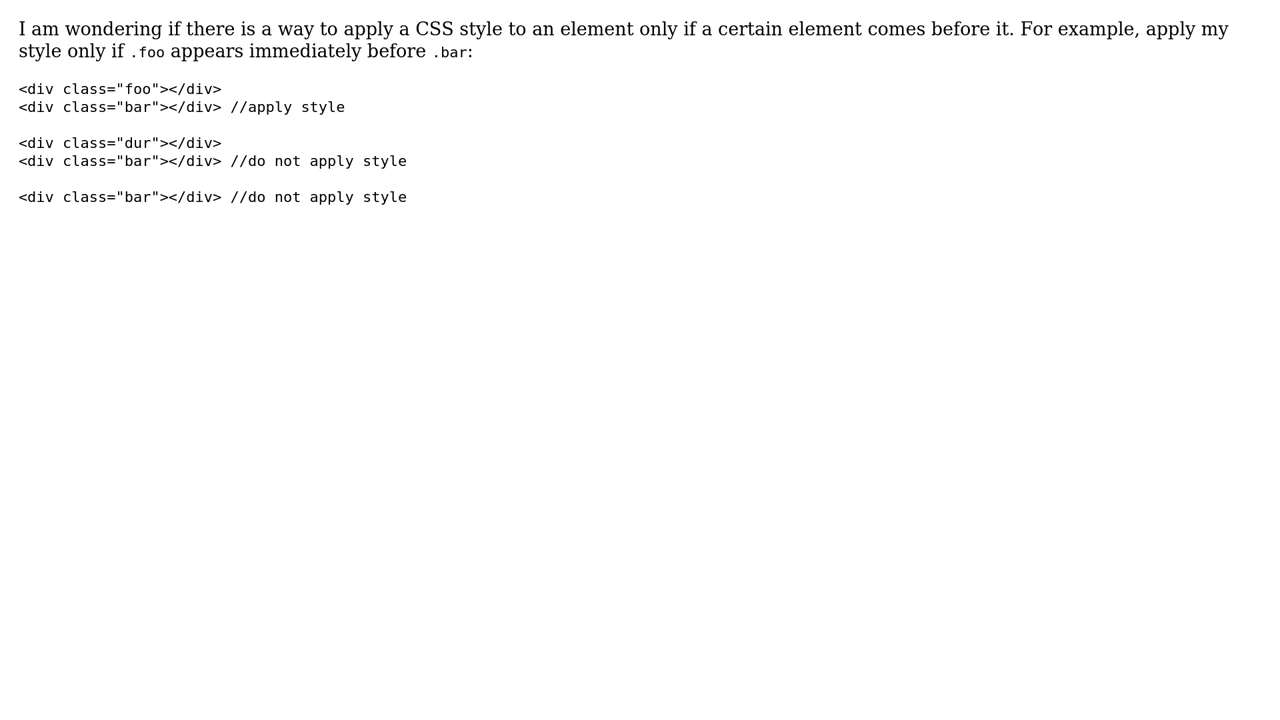 I am wondering if there is a way to apply a CSS style to an element only if a certain element comes before it. For example, apply my
style only if .foo appears immediately before .bar:
<div class="foo"></div>
<div class="bar"></div> //apply style
<div class="dur"></div>
<div class="bar"></div> //do not apply style
<div class="bar"></div> //do not apply style